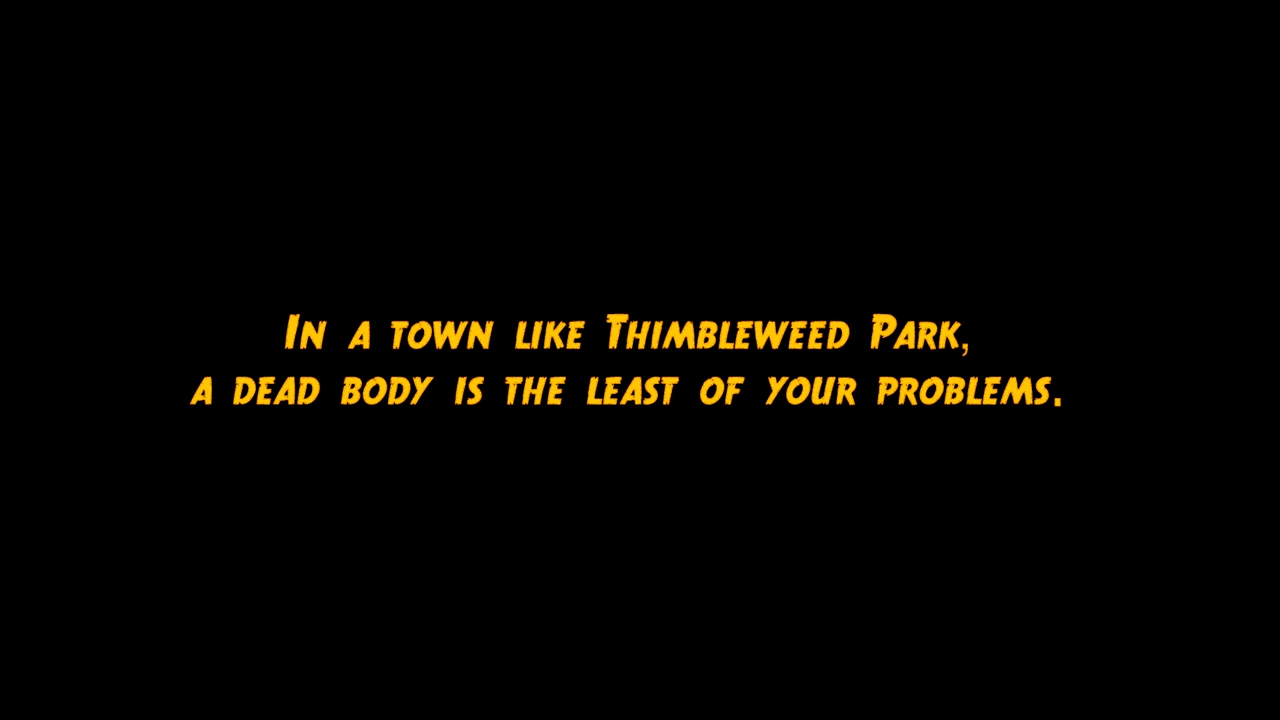 In a town like Thimbleweed Park,
a dead body is the least of your problems.